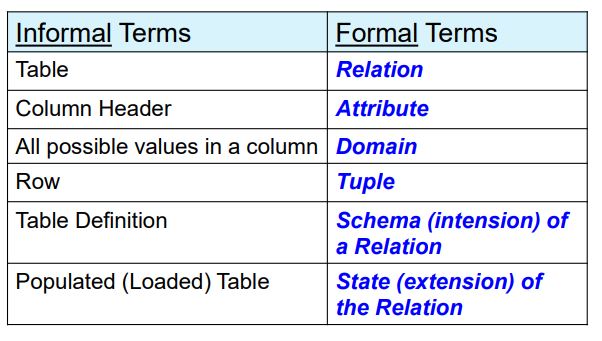 Informal Terms
Formal Terms
Table
Relation
Column Header
Attribute
All possible values in a column
Domain
Row
Tuple
Table Definition
Schema (intension) of
a Relation
Populated (Loaded) Table
State (extension) of
the Relation